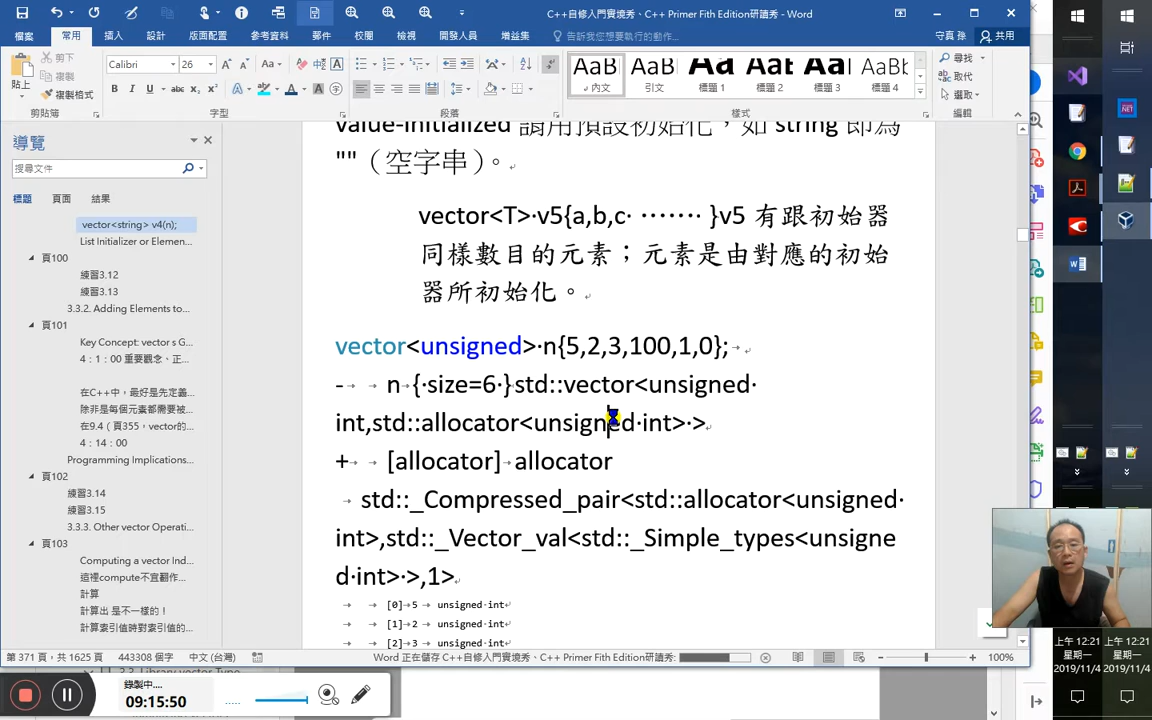 C++自修入門實境秀、C++ Primer Fith Edition研讀秀 - Word
檔案 常用 插入 設計 版面配置 參考資料 郵件 校閱 檢視 開發人員 增益集 告訴我您想要執行的動作... 守真 孫 共用
剪下
複製
複製格式
貼上
Calibri 26
內文 引文 標題 1 標題 2 標題 3 標題 4
尋找
取代
選取
剪貼簿 字型 段落 樣式 編輯
導覽
搜尋文件
標題 頁面 結果
vector<string> v4(n);
List Initializer or Elemen...
頁100
練習3.12
練習3.13
3.3.2. Adding Elements to...
頁101
Key Concept: vector s G...
4：1：00 重要觀念、正...
在C++中，最好是先定義...
除非是每個元素都需要被...
在9.4（頁355，vector的...
4：14：00
Programming Implications...
頁102
練習3.14
練習3.15
3.3.3. Other vector Operati...
頁103
Computing a vector Ind...
這裡compute不宜翻作...
計算
計算出 是不一樣的！
計算索引值時對索引值的...
value-initialized 謂用預設初始化，如 string 即為
""（空字串）。
vector<T> v5{a,b,c ······· }v5 有跟初始器
同樣數目的元素；元素是由對應的初始
器所初始化。
vector<unsigned> n{5,2,3,100,1,0};
- n { size=6 }std::vector<unsigned
int,std::allocator<unsigned int> >
+ [allocator] allocator
std::_Compressed_pair<std::allocator<unsigned
int>,std::_Vector_val<std::_Simple_types<unsigne
d int> >,1>
[0] 5 unsigned int
[1] 2 unsigned int
[2] 3 unsigned int
第 371 頁，共 1625 頁 443308 個字 中文 (台灣) Word 正在儲存 C++自修入門實境秀、C++ Primer Fith Edition研讀秀: 100%
錄製中...
09:15:50
上午 12:21
星期一
2019/11/4
上午 12:21
星期一
2019/11/4